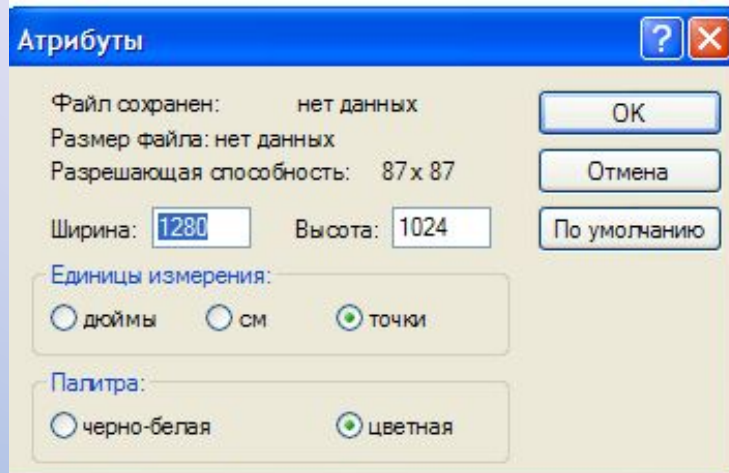 Атрибуты
?
Файл сохранен: нет данных
Размер файла: нет данных
Разрешающая способность: 87 x 87
Ширина: 1280 Высота: 1024
Единицы измерения:
дюймы см точки
Палитра:
черно-белая цветная
OK
Отмена
По умолчанию